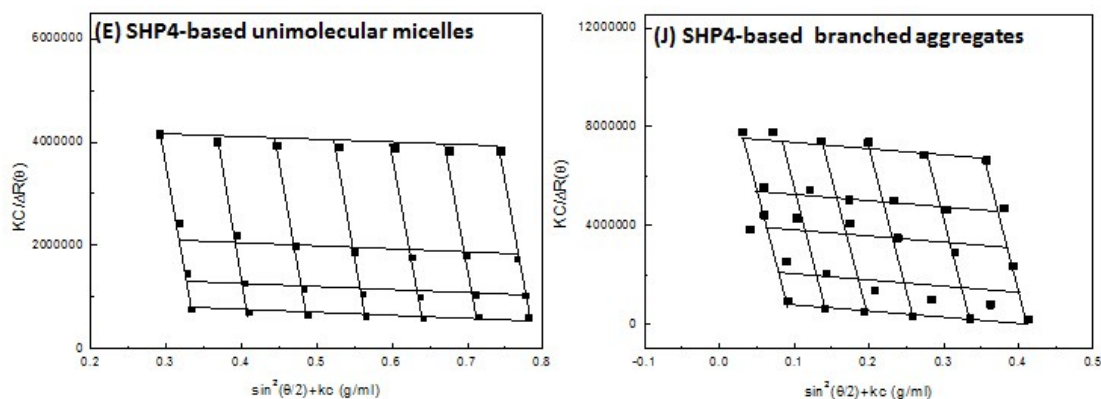 (E) SHP4-based unimolecular micelles
6000000
4000000
2000000
0
KC/ΔR(θ)
0.2 0.3 0.4 0.5 0.6 0.7 0.8
sin²(θ/2)+kc (g/ml)
(J) SHP4-based branched aggregates
12000000
8000000
4000000
0
KC/ΔR(θ)
-0.1 0.0 0.1 0.2 0.3 0.4 0.5
sin²(θ/2)+kc (g/ml)